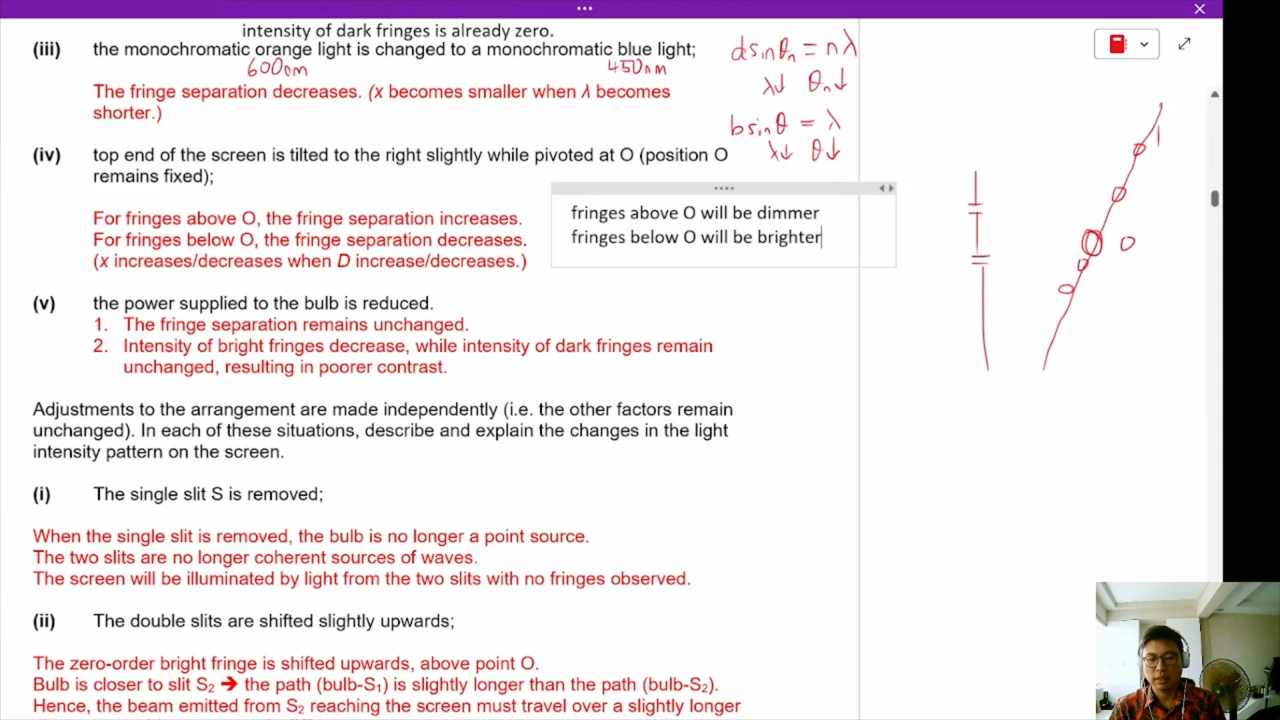 intensity of dark fringes is already zero.
(iii) the monochromatic orange light is changed to a monochromatic blue light;
600nm 450nm
The fringe separation decreases. (x becomes smaller when λ becomes
shorter.)
dsinθn = nλ
λ↓ θn↓
bsinθ = λ
λ↓ θ↓
(iv) top end of the screen is tilted to the right slightly while pivoted at O (position O
remains fixed);
For fringes above O, the fringe separation increases.
For fringes below O, the fringe separation decreases.
(x increases/decreases when D increase/decreases.)
fringes above O will be dimmer
fringes below O will be brighter
O
(v) the power supplied to the bulb is reduced.
1. The fringe separation remains unchanged.
2. Intensity of bright fringes decrease, while intensity of dark fringes remain
unchanged, resulting in poorer contrast.
Adjustments to the arrangement are made independently (i.e. the other factors remain
unchanged). In each of these situations, describe and explain the changes in the light
intensity pattern on the screen.
(i) The single slit S is removed;
When the single slit is removed, the bulb is no longer a point source.
The two slits are no longer coherent sources of waves.
The screen will be illuminated by light from the two slits with no fringes observed.
(ii) The double slits are shifted slightly upwards;
The zero-order bright fringe is shifted upwards, above point O.
Bulb is closer to slit S₂ ➔ the path (bulb-S₁) is slightly longer than the path (bulb-S₂).
Hence, the beam emitted from S₂ reaching the screen must travel over a slightly longer